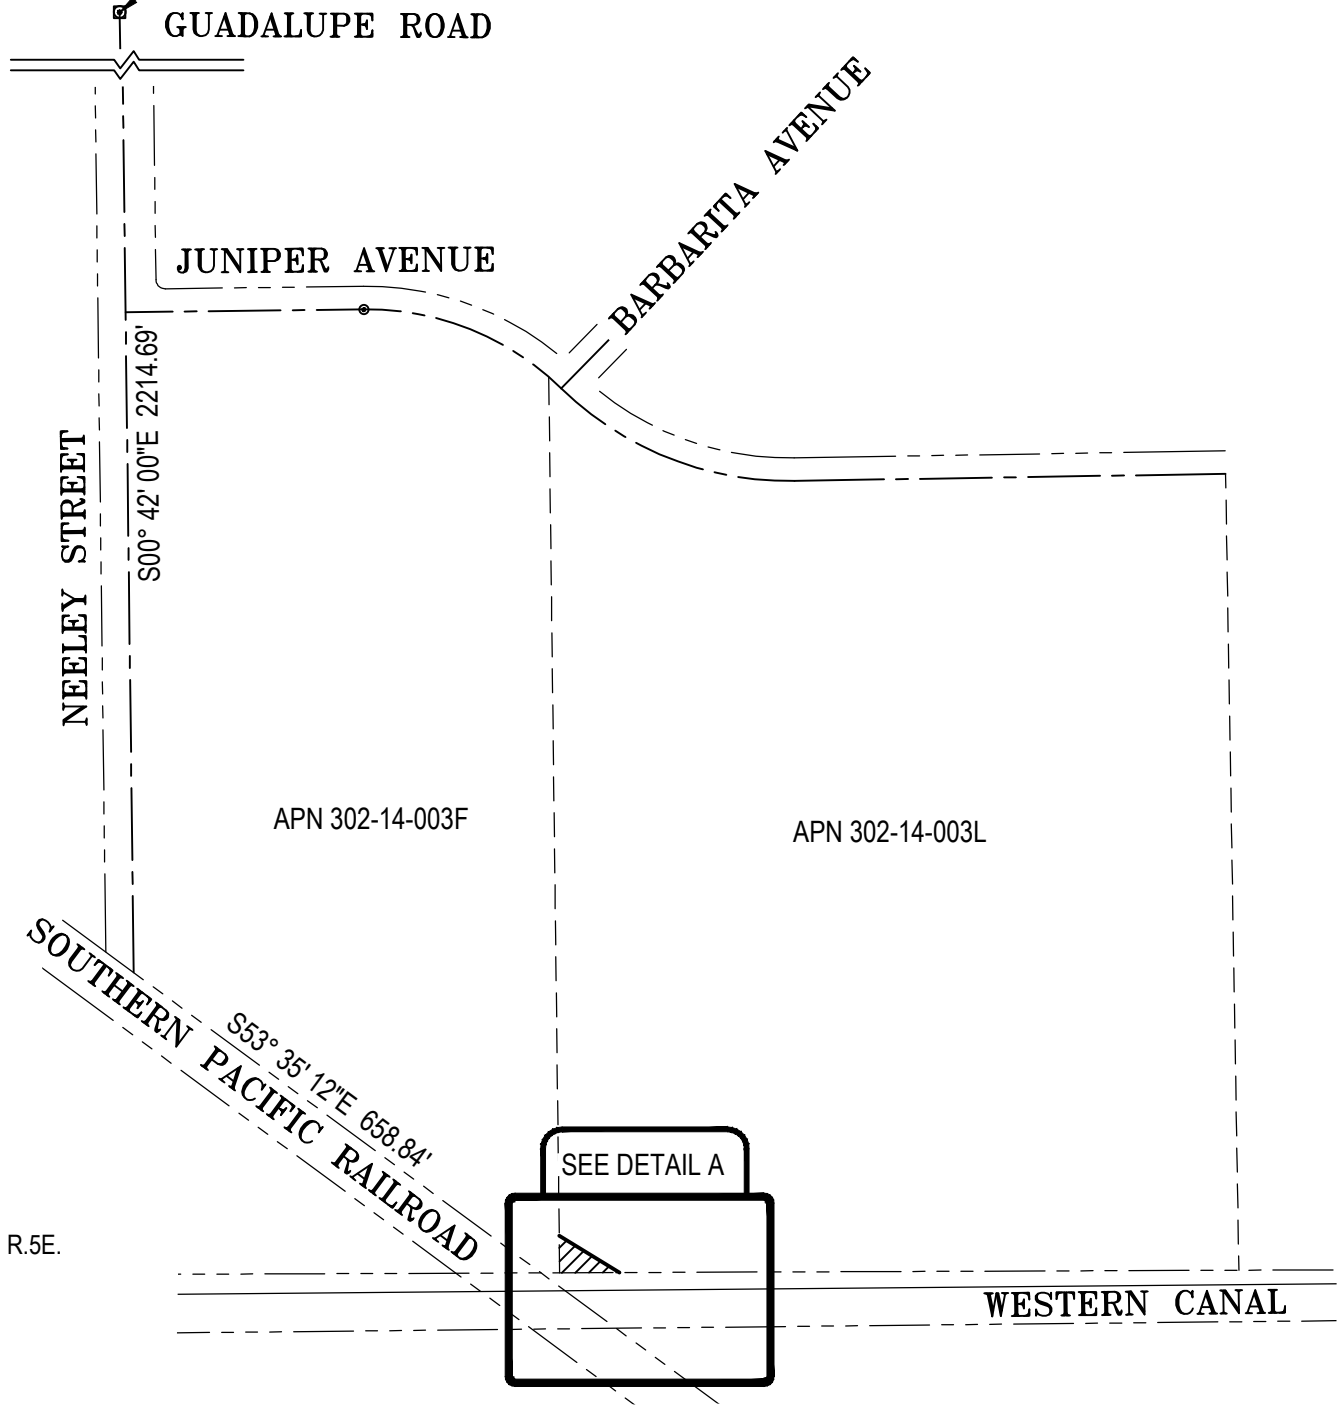 GUADALUPE ROAD
BARBARITA AVENUE
JUNIPER AVENUE
S00° 42' 00"E 2214.69'
NEELEY STREET
APN 302-14-003F
APN 302-14-003L
SOUTHERN PACIFIC RAILROAD
S53° 35' 12"E 658.84'
SEE DETAIL A
R.5E.
WESTERN CANAL